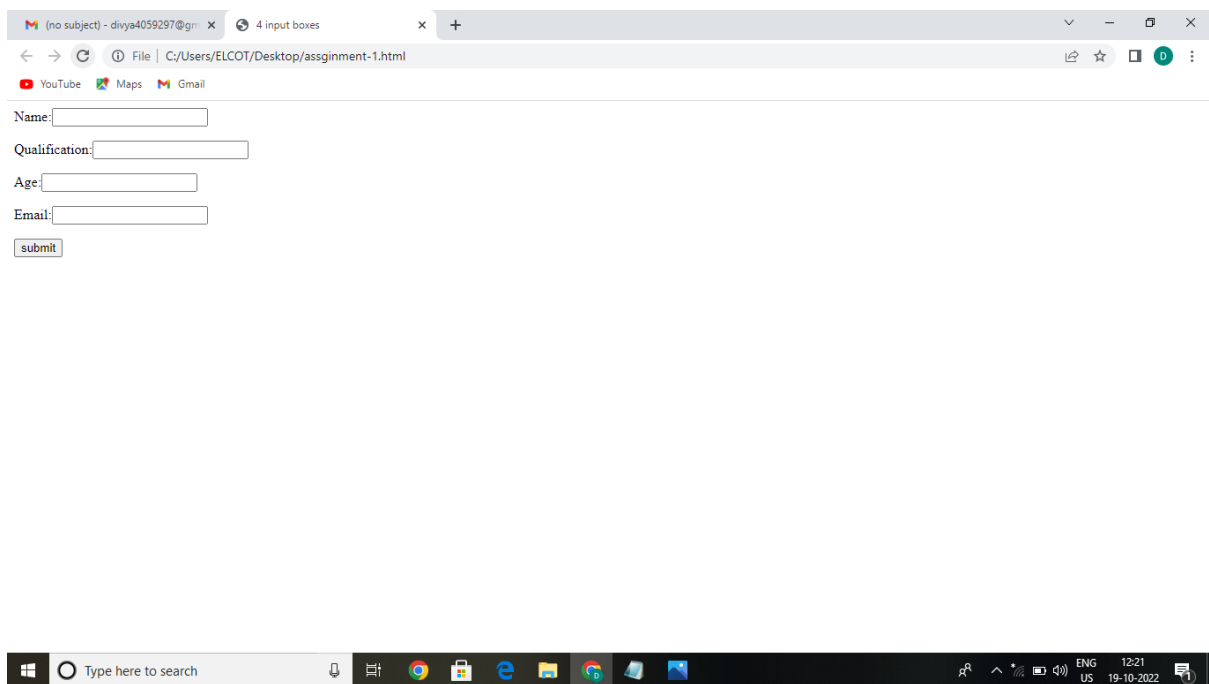 (no subject) - divya4059297@gm
4 input boxes
File | C:/Users/ELCOT/Desktop/assginment-1.html
D
YouTube Maps Gmail
Name:
Qualification:
Age:
Email:
submit
Type here to search
D
ENG 12:21
US 19-10-2022
1